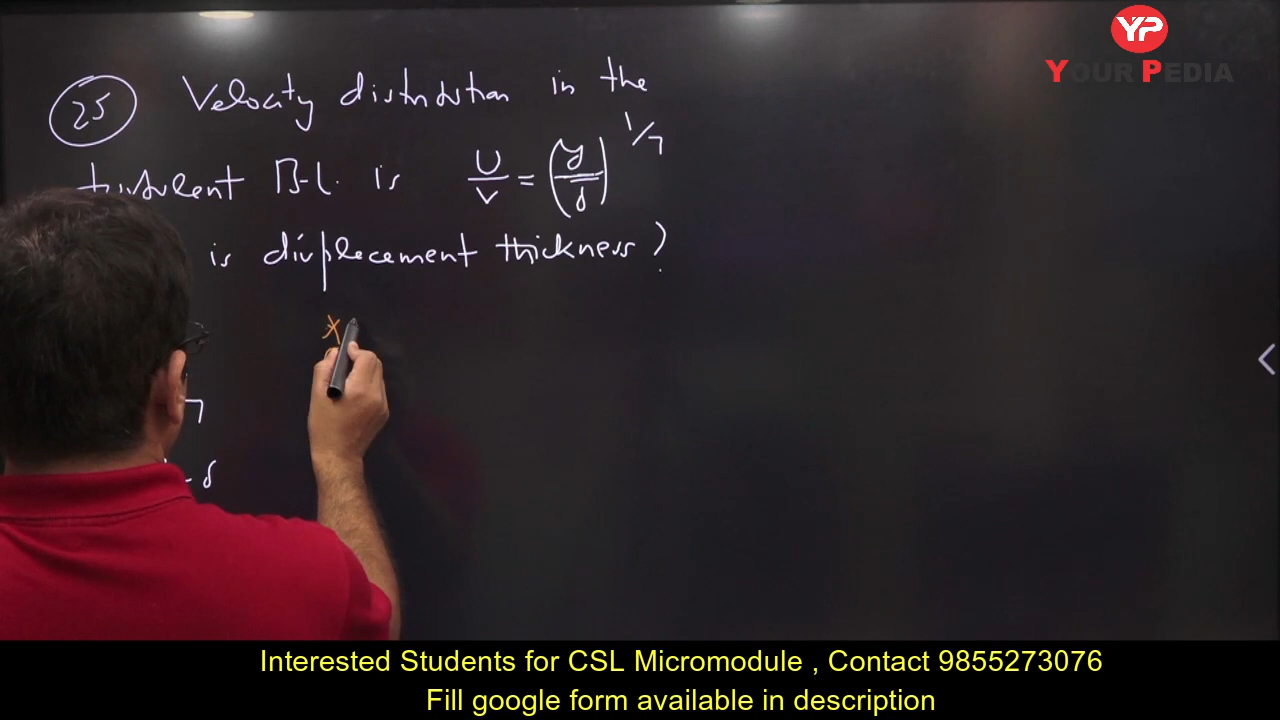 YP
YOUR PEDIA
25 Velocity distribution in the
turbulent B-L. is U/V = (y/δ)^1/7
is displacement thickness?
*
7
- δ
Interested Students for CSL Micromodule , Contact 9855273076
Fill google form available in description